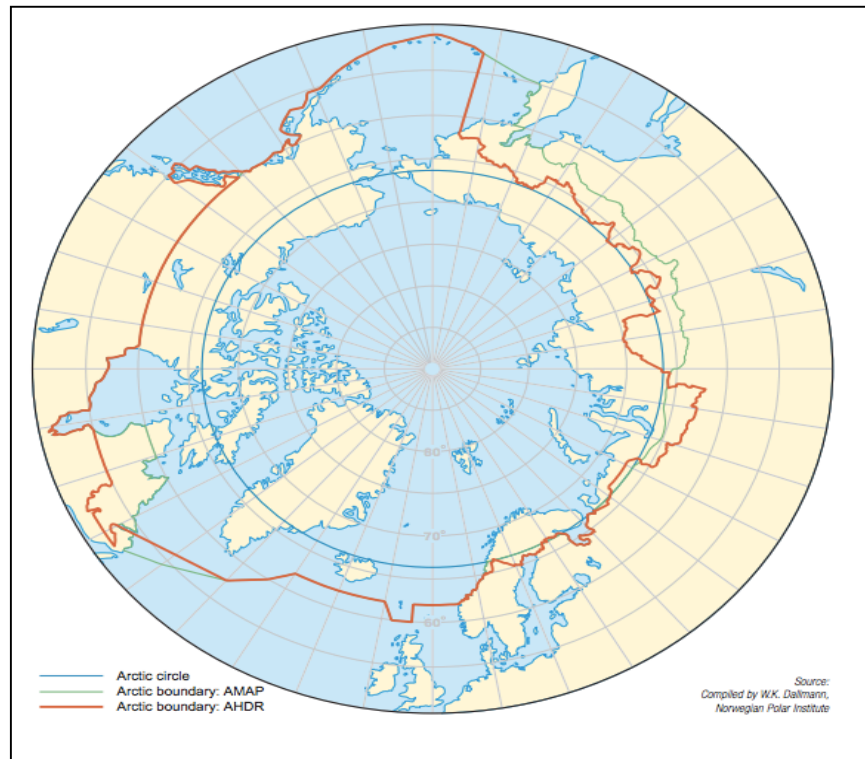 60°
70°
60°
Arctic circle
Arctic boundary: AMAP
Arctic boundary: AHDR
Source:
Compiled by W.K. Dallmann,
Norwegian Polar Institute